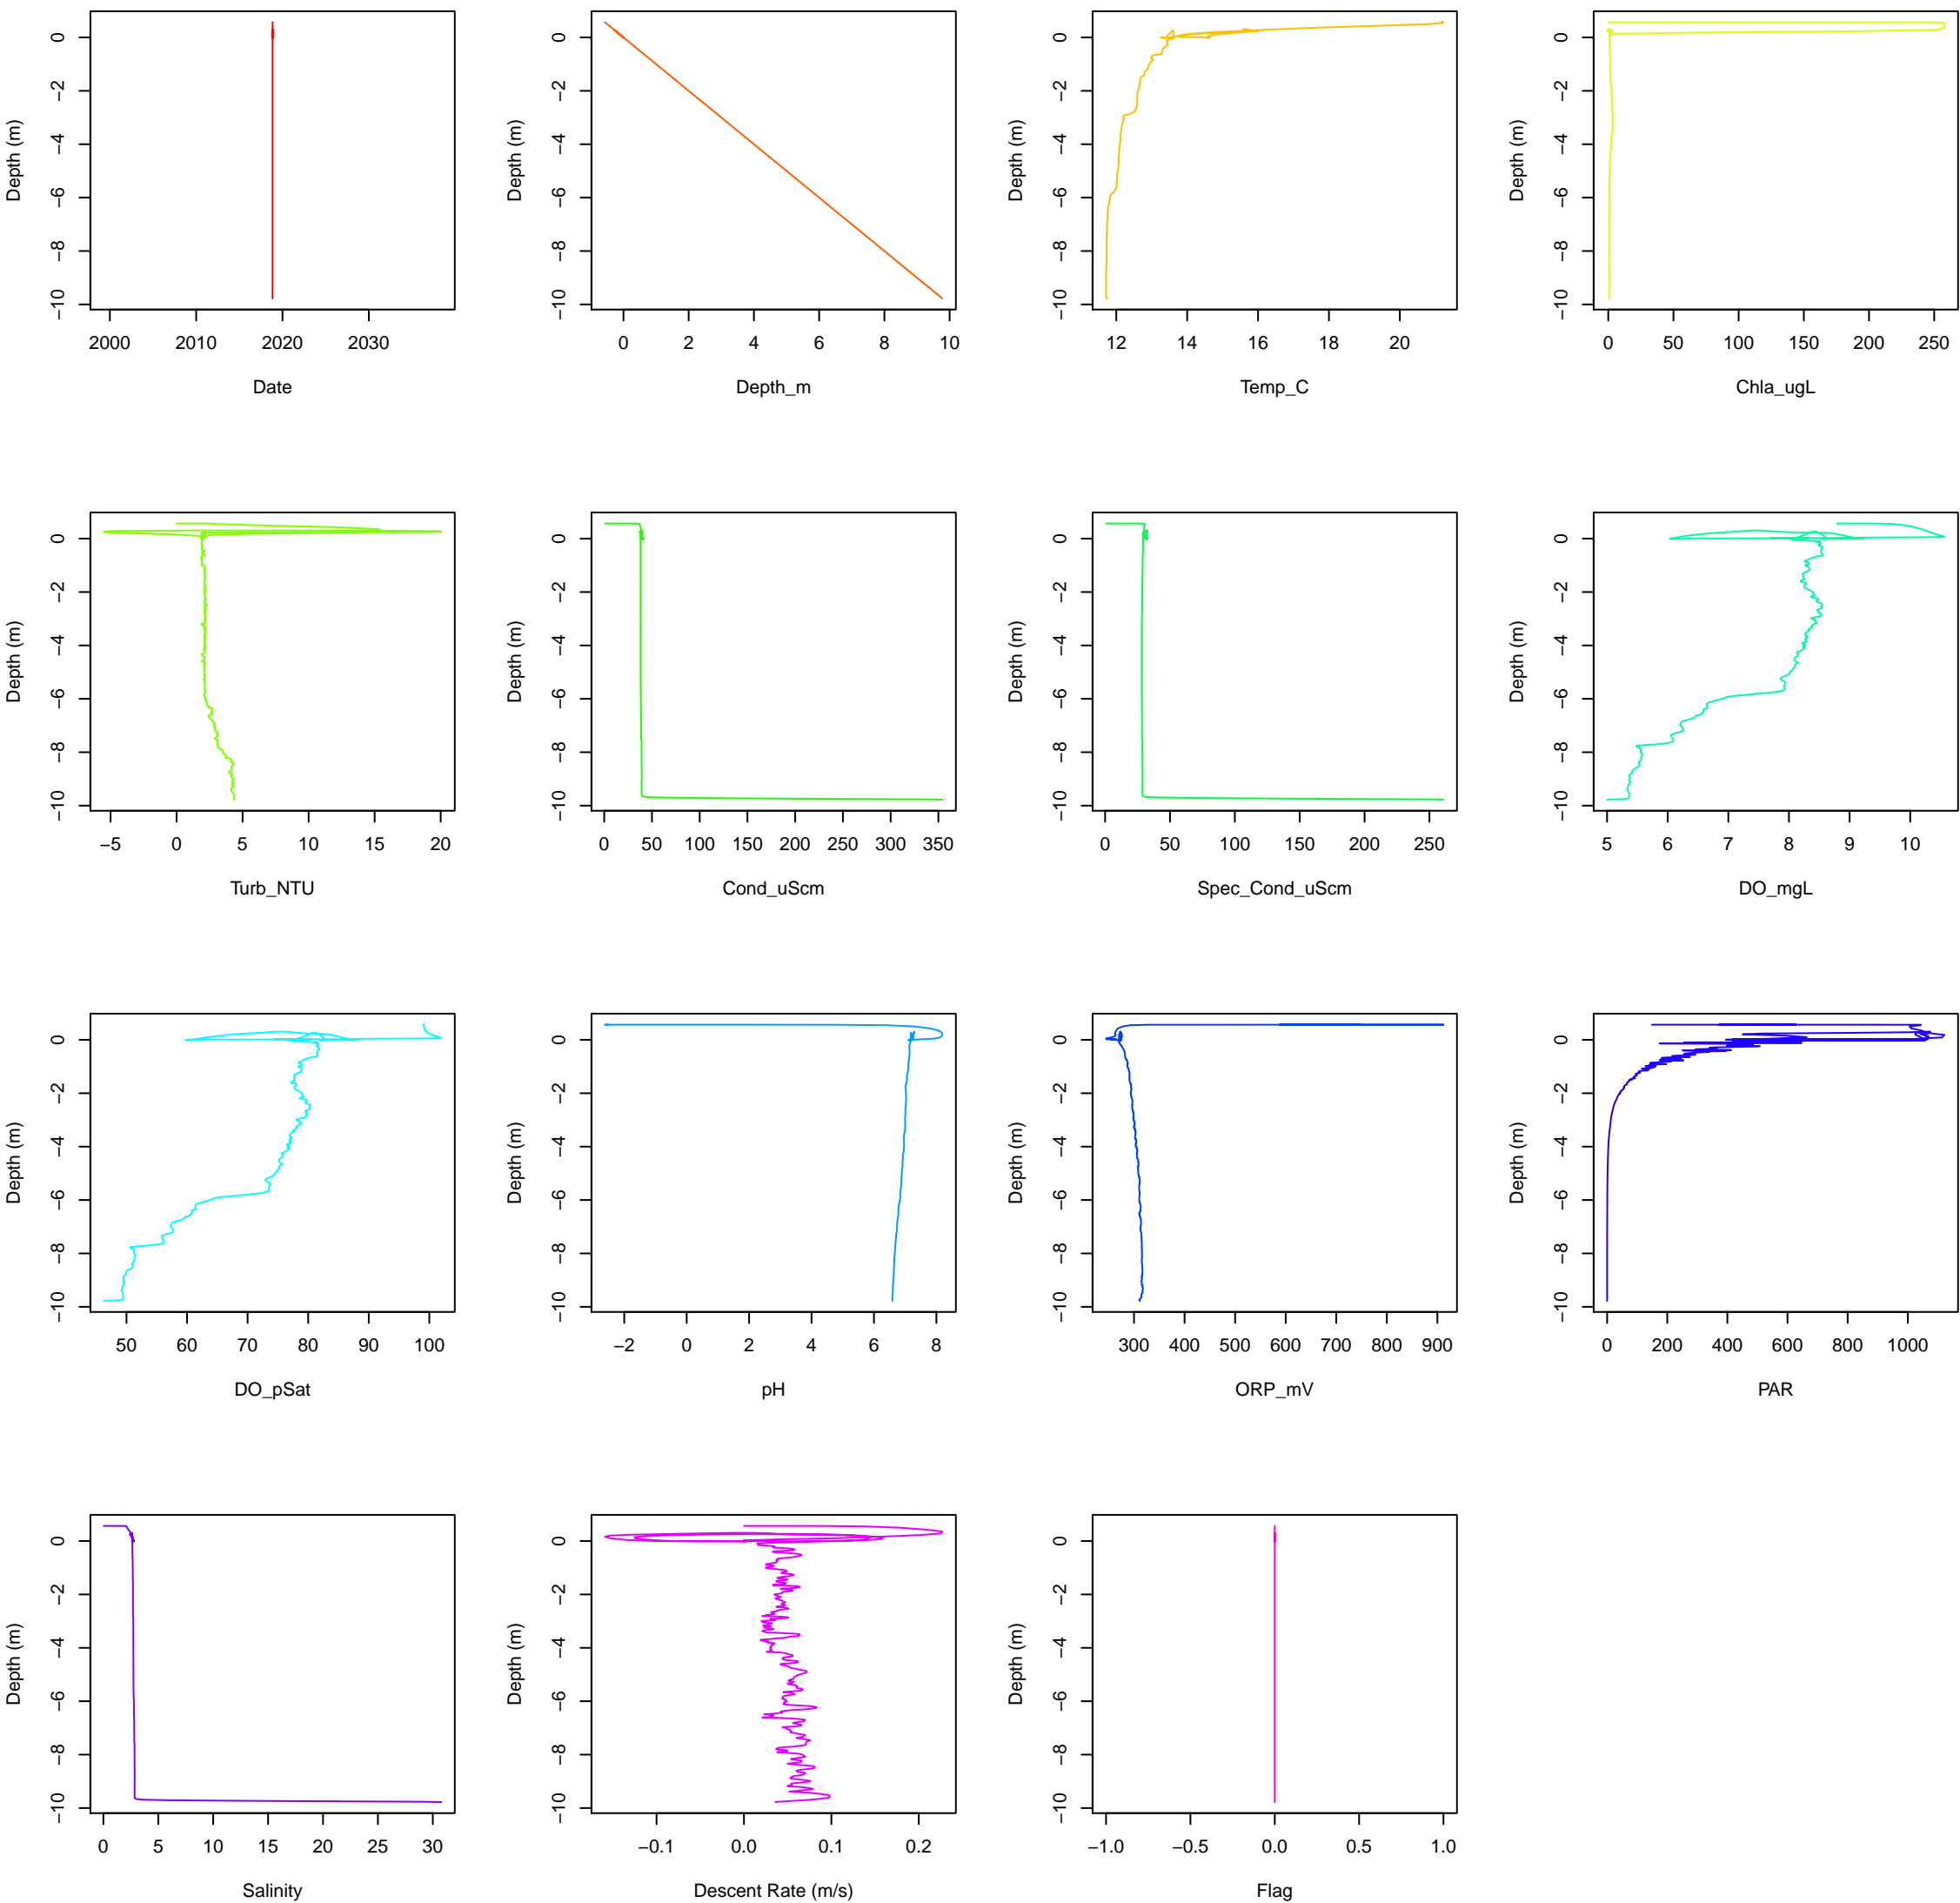 Depth (m)
0
−2
−4
−6
−8
−10
2000 2010 2020 2030
Date
Depth (m)
0
−2
−4
−6
−8
−10
0 2 4 6 8 10
Depth_m
Depth (m)
0
−2
−4
−6
−8
−10
12 14 16 18 20
Temp_C
Depth (m)
0
−2
−4
−6
−8
−10
0 50 100 150 200 250
Chla_ugL
Depth (m)
0
−2
−4
−6
−8
−10
−5 0 5 10 15 20
Turb_NTU
Depth (m)
0
−2
−4
−6
−8
−10
0 50 100 150 200 250 300 350
Cond_uScm
Depth (m)
0
−2
−4
−6
−8
−10
0 50 100 150 200 250
Spec_Cond_uScm
Depth (m)
0
−2
−4
−6
−8
−10
5 6 7 8 9 10
DO_mgL
Depth (m)
0
−2
−4
−6
−8
−10
50 60 70 80 90 100
DO_pSat
Depth (m)
0
−2
−4
−6
−8
−10
−2 0 2 4 6 8
pH
Depth (m)
0
−2
−4
−6
−8
−10
300 400 500 600 700 800 900
ORP_mV
Depth (m)
0
−2
−4
−6
−8
−10
0 200 400 600 800 1000
PAR
Depth (m)
0
−2
−4
−6
−8
−10
0 5 10 15 20 25 30
Salinity
Depth (m)
0
−2
−4
−6
−8
−10
−0.1 0.0 0.1 0.2
Descent Rate (m/s)
Depth (m)
0
−2
−4
−6
−8
−10
−1.0 −0.5 0.0 0.5 1.0
Flag